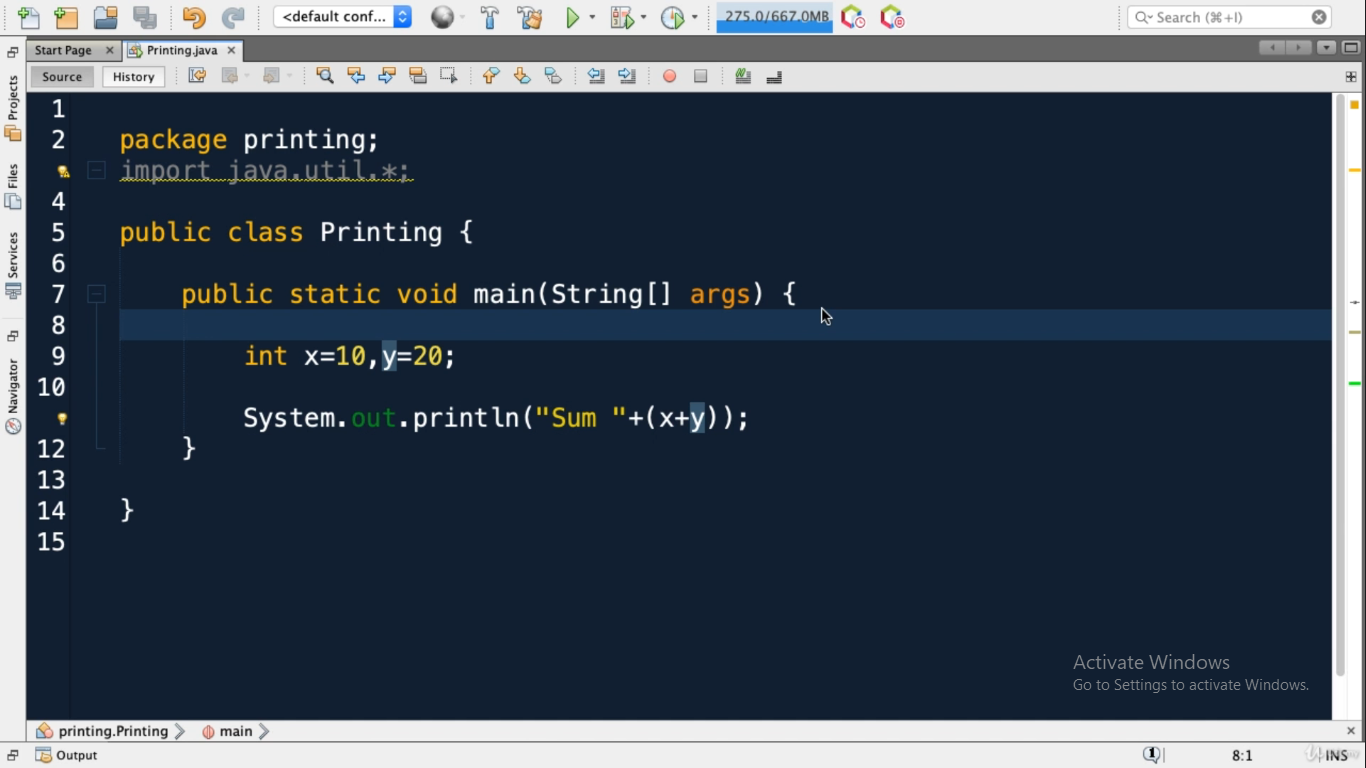 <default conf...
275.0/667.0MB
Search (⌘+I)
Start Page
Printing.java
Source
History
Projects
Files
Services
Navigator
1
2 package printing;
import java.util.*;
4
5 public class Printing {
6
7 public static void main(String[] args) {
8
9 int x=10,y=20;
10
System.out.println("Sum "+(x+y));
12 }
13
14 }
15
Activate Windows
Go to Settings to activate Windows.
printing.Printing
main
Output
1
8:1
INS